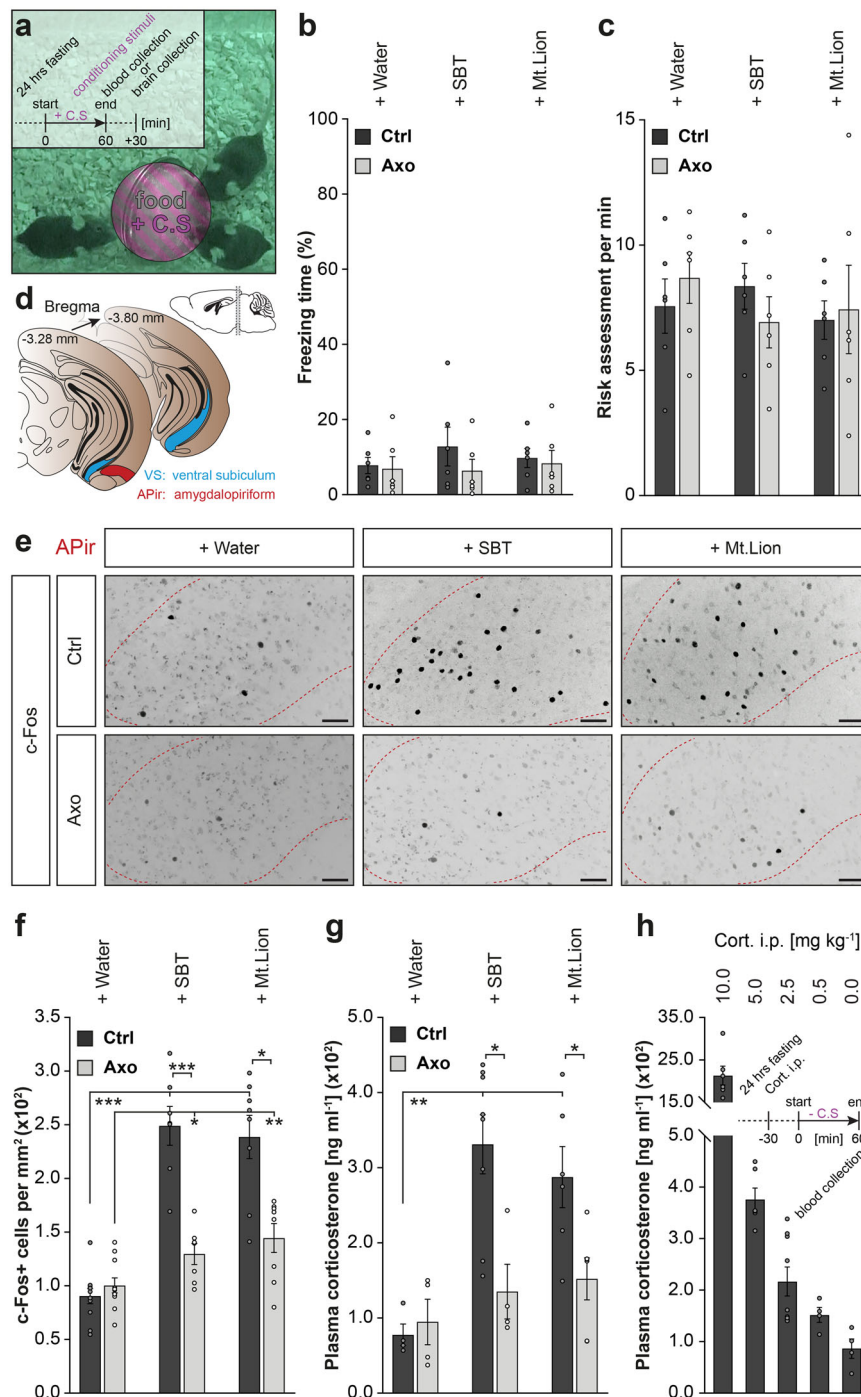 a
24 hrs fasting
conditioning stimuli
blood collection
or
brain collection
start
+ C.S
end
[min]
0
60
+30
food
+ C.S
b
+ Water
+ SBT
+ Mt.Lion
Ctrl
Axo
Freezing time (%)
100
80
60
40
20
0
c
+ Water
+ SBT
+ Mt.Lion
Ctrl
Axo
Risk assessment per min
15
10
5
0
d
Bregma
-3.80 mm
-3.28 mm
VS: ventral subiculum
APir: amygdalopiriform
e
APir
+ Water
+ SBT
+ Mt.Lion
c-Fos
Ctrl
Axo
f
+ Water
+ SBT
+ Mt.Lion
Ctrl
Axo
c-Fos+ cells per mm² (x10²)
3.5
3.0
2.5
2.0
1.5
1.0
0.5
0.0
***
*
***
*
**
g
+ Water
+ SBT
+ Mt.Lion
Ctrl
Axo
Plasma corticosterone [ng ml⁻¹] (x10²)
5.0
4.0
3.0
2.0
1.0
0.0
*
*
**
h
Cort. i.p. [mg kg⁻¹]
10.0
5.0
2.5
0.5
0.0
Plasma corticosterone [ng ml⁻¹] (x10²)
35.0
25.0
15.0
5.0
4.0
3.0
2.0
1.0
0.0
24 hrs fasting
Cort. i.p.
start
- C.S
-30
0
[min]
60
blood collection